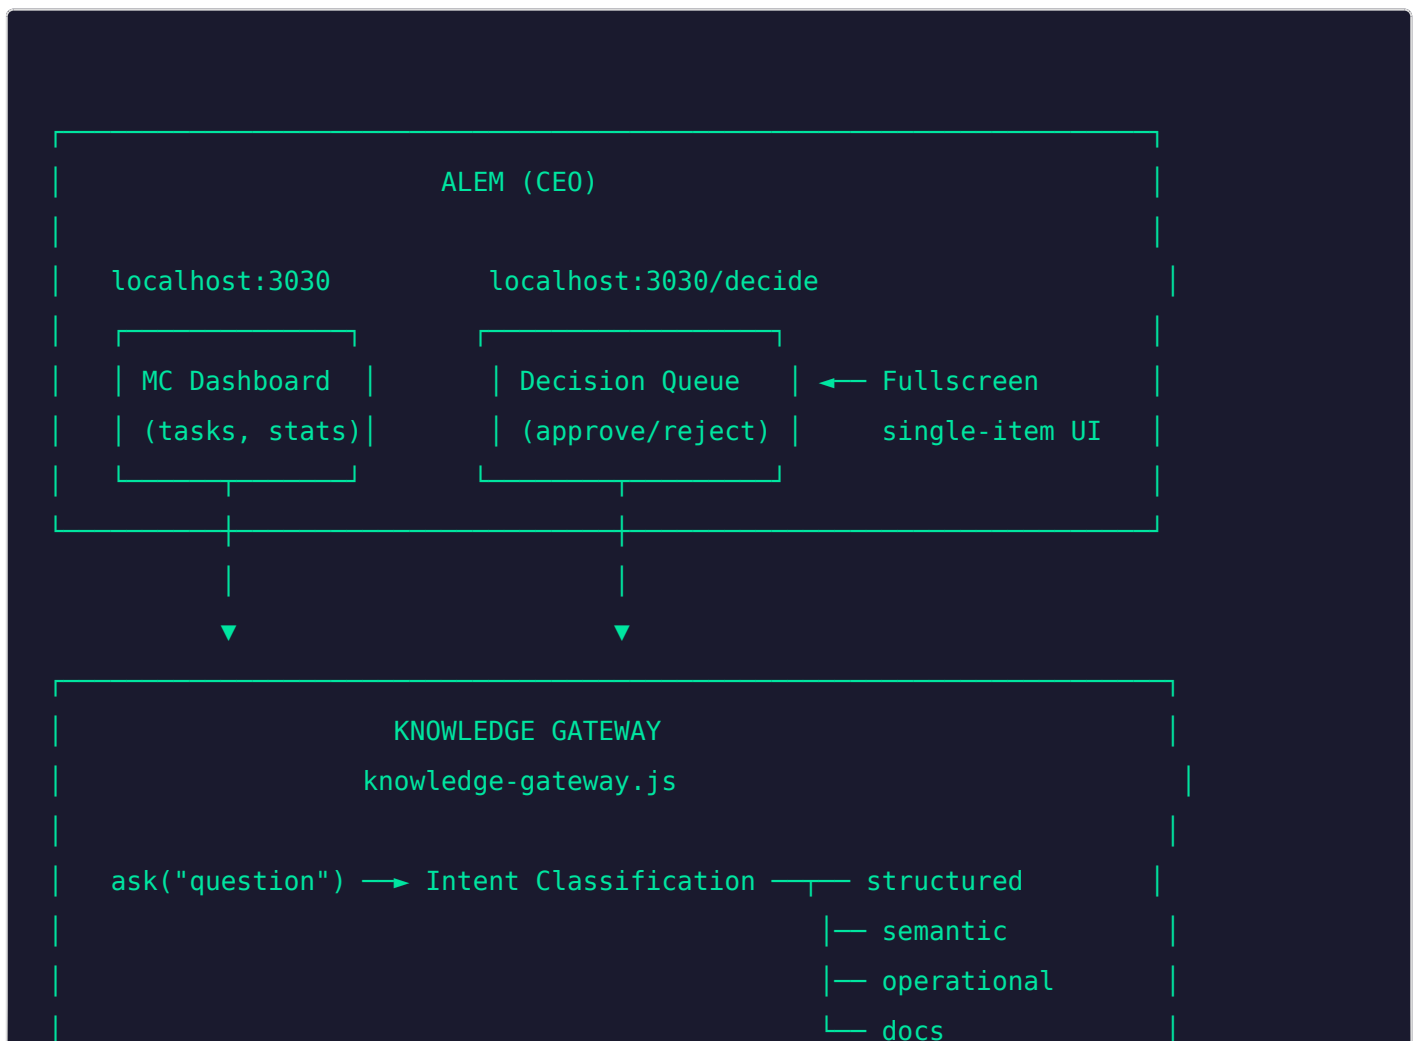 ALEM (CEO)
localhost:3030 localhost:3030/decide
MC Dashboard Decision Queue ◄── Fullscreen
(tasks, stats) (approve/reject) single-item UI
KNOWLEDGE GATEWAY
knowledge-gateway.js
ask("question") ──► Intent Classification ──┬── structured
├── semantic
├── operational
└── docs